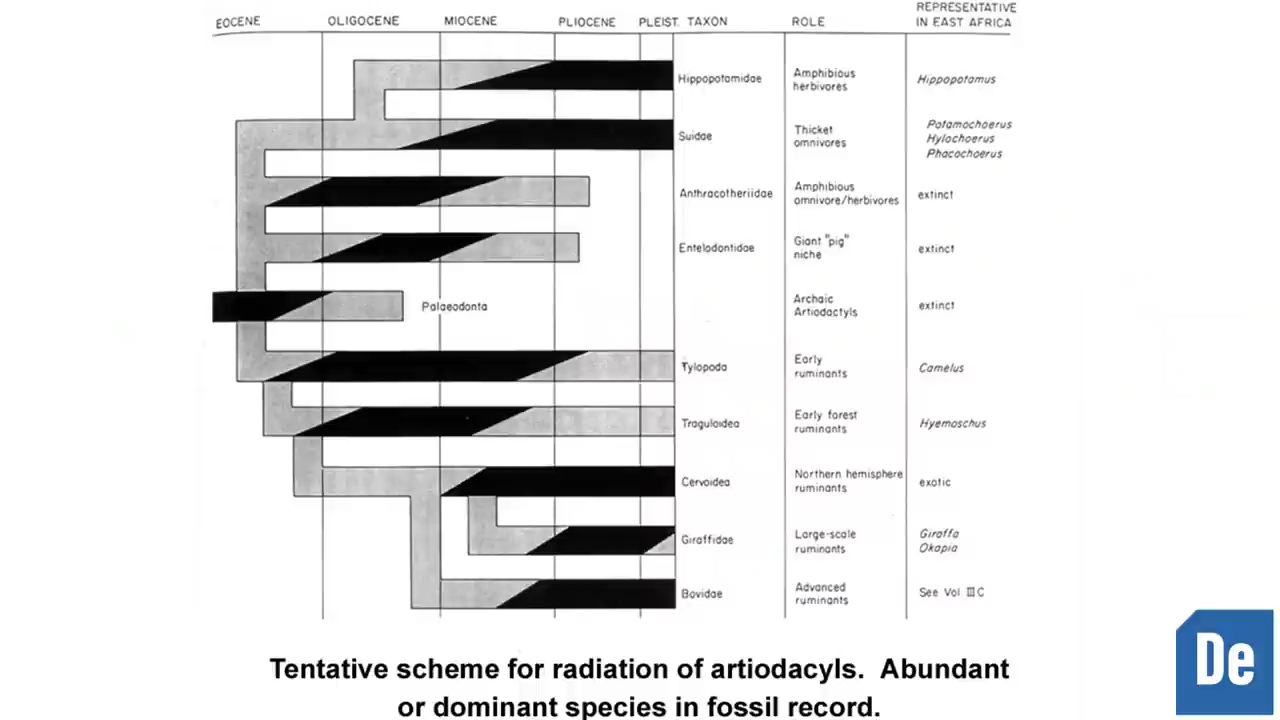 EOCENE OLIGOCENE MIOCENE PLIOCENE PLEIST. TAXON ROLE REPRESENTATIVE IN EAST AFRICA
Hippopotamidae Amphibious herbivores Hippopotamus
Suidae Thicket omnivores Potamochoerus Hylochoerus Phacochoerus
Anthracotheriidae Amphibious omnivore/herbivores extinct
Entelodontidae Giant "pig" niche extinct
Palaeodonta Archaic Artiodactyls extinct
Tylopoda Early ruminants Camelus
Traguloidea Early forest ruminants Hyemoschus
Cervoidea Northern hemisphere ruminants exotic
Giraffidae Large-scale ruminants Giraffa Okapia
Bovidae Advanced ruminants See Vol III C
Tentative scheme for radiation of artiodacyls. Abundant
or dominant species in fossil record.
De